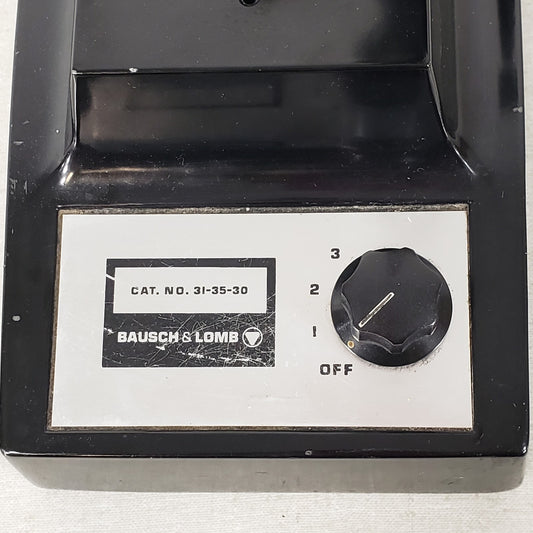 CAT. NO. 31-35-30
BAUSCH & LOMB
3
2
1
OFF